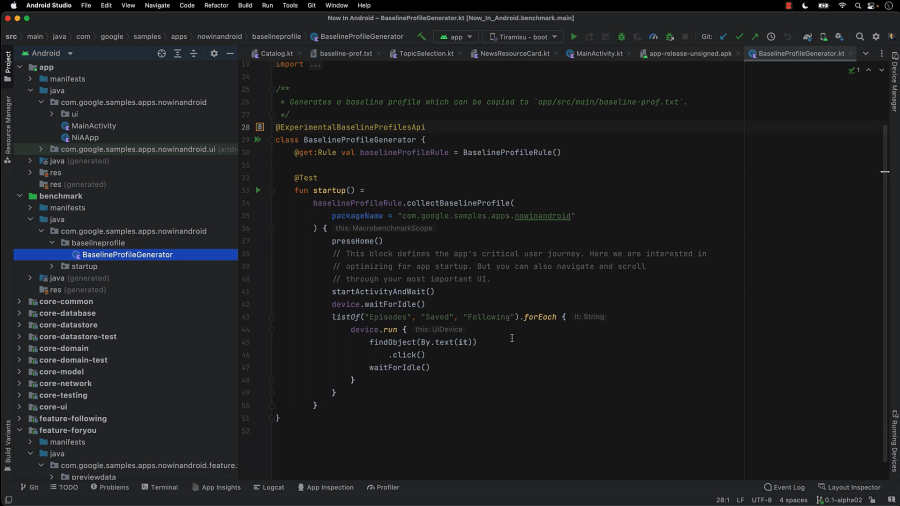 Android Studio File Edit View Navigate Code Refactor Build Run Tools Git Window Help
Now In Android – BaselineProfileGenerator.kt [Now_In_Android.benchmark.main]
src main java com google samples apps nowinandroid baselineprofile BaselineProfileGenerator app Tiramisu - boot Git:
Android
Catalog.kt baseline-prof.txt TopicSelection.kt NewsResourceCard.kt MainActivity.kt app-release-unsigned.apk BaselineProfileGenerator.kt
Project
Resource Manager
Build Variants
Device Manager
Running Devices
app
manifests
java
com.google.samples.apps.nowinandroid
ui
MainActivity
NiAApp
com.google.samples.apps.nowinandroid.ui
java (generated)
res
res (generated)
benchmark
manifests
java
com.google.samples.apps.nowinandroid
baselineprofile
BaselineProfileGenerator
startup
java (generated)
res
core-common
core-database
core-datastore
core-datastore-test
core-domain
core-domain-test
core-model
core-network
core-testing
core-ui
feature-following
feature-foryou
manifests
java
com.google.samples.apps.nowinandroid.feature.
previewdata
1
19 import ...
25 /**
26 * Generates a baseline profile which can be copied to `app/src/main/baseline-prof.txt`.
27 */
28 @ExperimentalBaselineProfilesApi
29 class BaselineProfileGenerator {
30 @get:Rule val baselineProfileRule = BaselineProfileRule()
31
32 @Test
33 fun startup() =
34 baselineProfileRule.collectBaselineProfile(
35 packageName = "com.google.samples.apps.nowinandroid"
36 ) { this: MacrobenchmarkScope
37 pressHome()
38 // This block defines the app's critical user journey. Here we are interested in
39 // optimizing for app startup. But you can also navigate and scroll
40 // through your most important UI.
41 startActivityAndWait()
42 device.waitForIdle()
43 listOf("Episodes", "Saved", "Following").forEach { it: String
44 device.run { this: UiDevice
45 findObject(By.text(it))
46 .click()
47 waitForIdle()
48 }
49 }
50 }
51 }
52
Git TODO Problems Terminal App Insights Logcat App Inspection Profiler Event Log Layout Inspector
28:1 LF UTF-8 4 spaces 0.1-alpha02